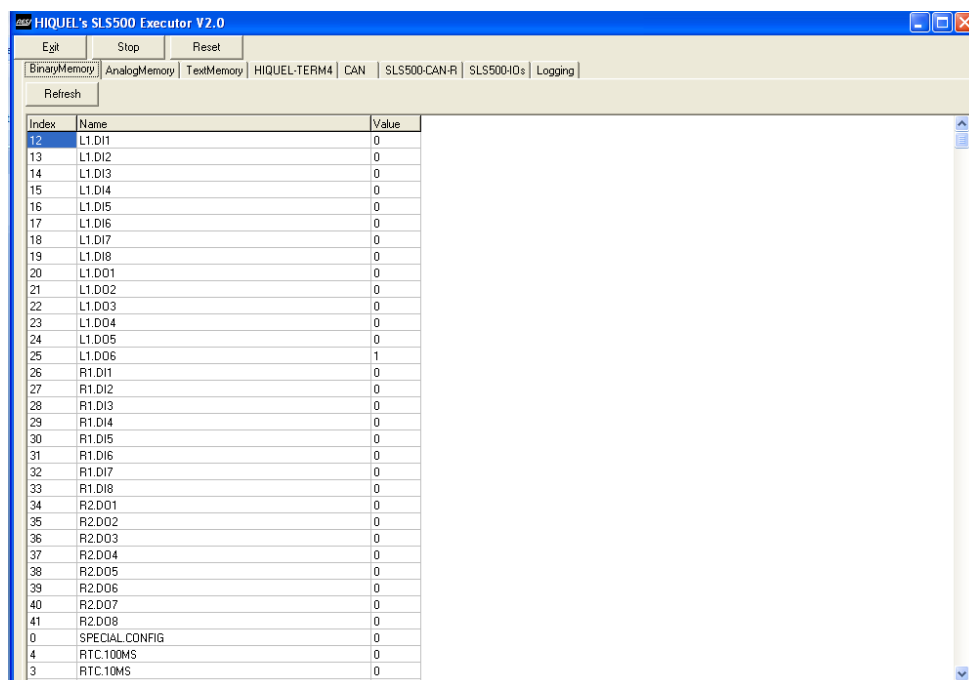 HIQUEL's SLS500 Executor V2.0
Exit Stop Reset
BinaryMemory AnalogMemory TextMemory HIQUEL-TERM4 CAN SLS500-CAN-R SLS500-IOs Logging
Refresh
Index Name Value
12 L1.DI1 0
13 L1.DI2 0
14 L1.DI3 0
15 L1.DI4 0
16 L1.DI5 0
17 L1.DI6 0
18 L1.DI7 0
19 L1.DI8 0
20 L1.DO1 0
21 L1.DO2 0
22 L1.DO3 0
23 L1.DO4 0
24 L1.DO5 0
25 L1.DO6 1
26 R1.DI1 0
27 R1.DI2 0
28 R1.DI3 0
29 R1.DI4 0
30 R1.DI5 0
31 R1.DI6 0
32 R1.DI7 0
33 R1.DI8 0
34 R2.DO1 0
35 R2.DO2 0
36 R2.DO3 0
37 R2.DO4 0
38 R2.DO5 0
39 R2.DO6 0
40 R2.DO7 0
41 R2.DO8 0
0 SPECIAL.CONFIG 0
4 RTC.100MS 0
3 RTC.10MS 0